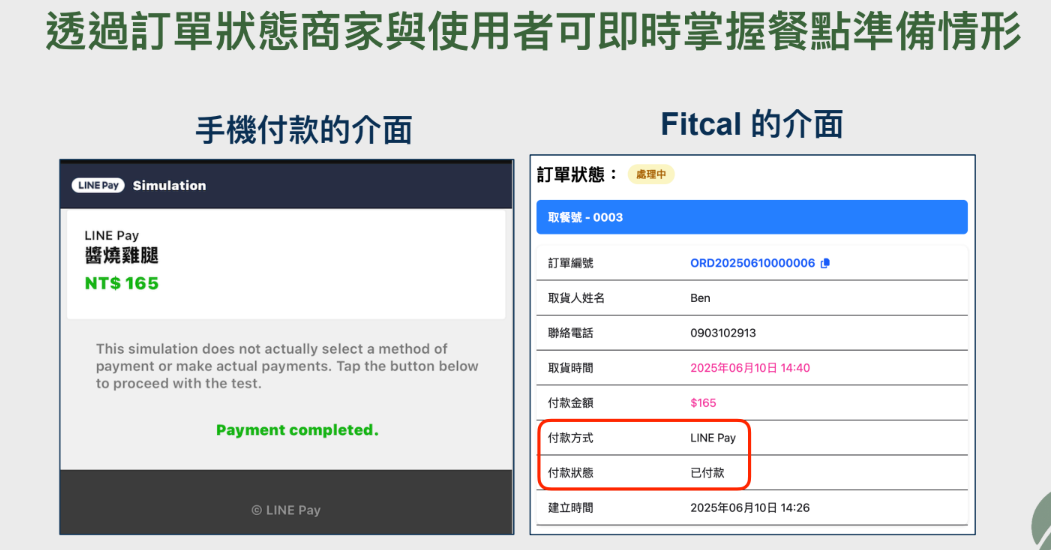 透過訂單狀態商家與使用者可即時掌握餐點準備情形
手機付款的介面
LINE Pay Simulation
LINE Pay
醬燒雞腿
NT$ 165
This simulation does not actually select a method of
payment or make actual payments. Tap the button below
to proceed with the test.
Payment completed.
© LINE Pay
Fitcal 的介面
訂單狀態： 處理中
取餐號 - 0003
訂單編號 ORD20250610000006
取貨人姓名 Ben
聯絡電話 0903102913
取貨時間 2025年06月10日 14:40
付款金額 $165
付款方式 LINE Pay
付款狀態 已付款
建立時間 2025年06月10日 14:26